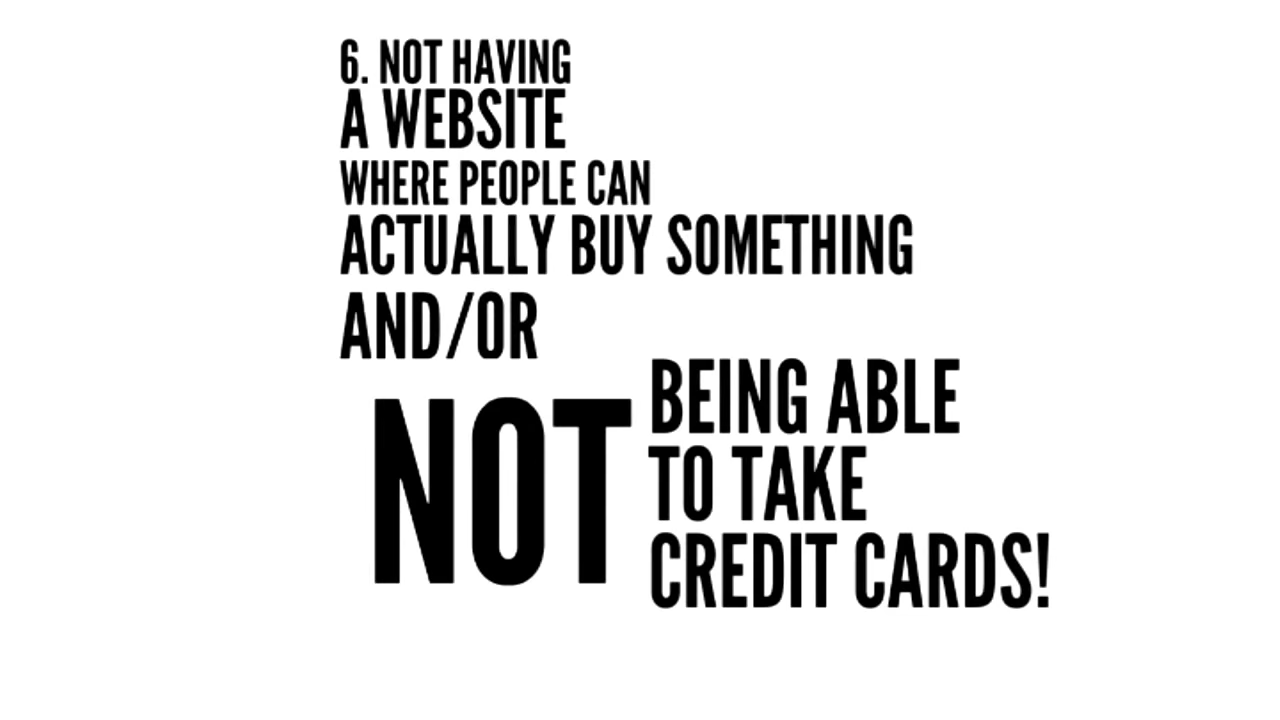 6. NOT HAVING
A WEBSITE
WHERE PEOPLE CAN
ACTUALLY BUY SOMETHING
AND/OR
NOT
BEING ABLE
TO TAKE
CREDIT CARDS!